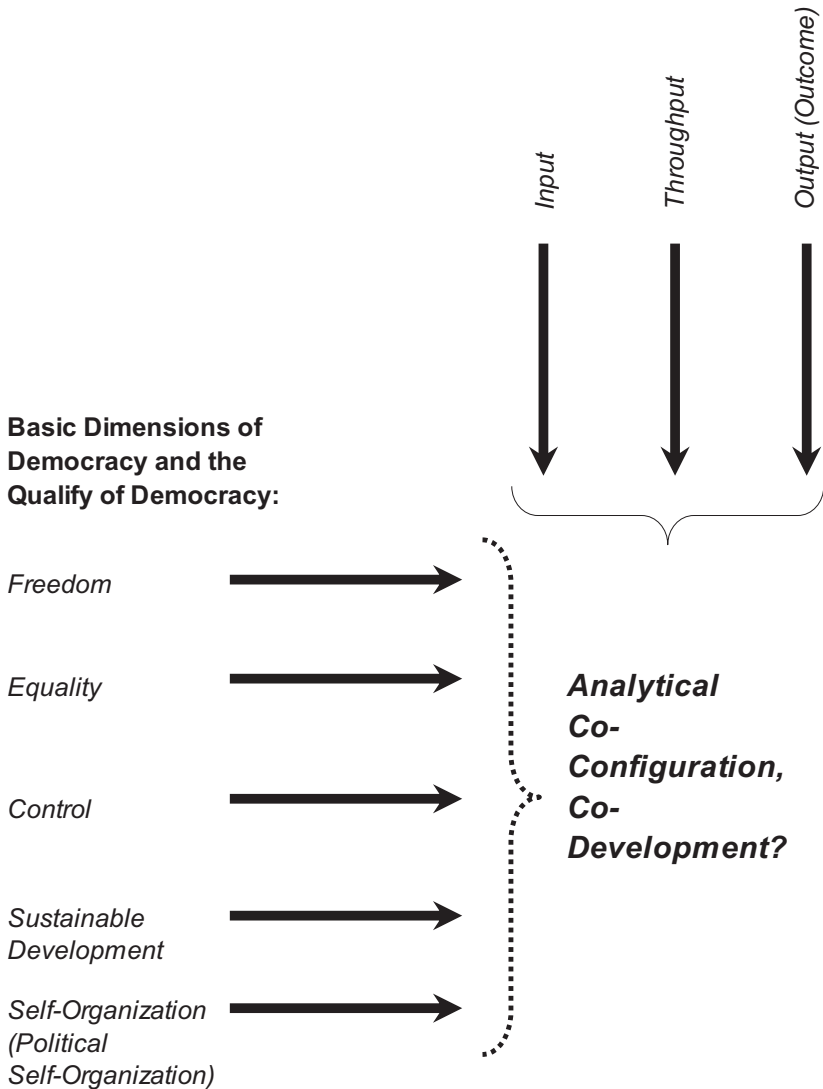 Input
Throughput
Output (Outcome)
Basic Dimensions of
Democracy and the
Qualify of Democracy:
Freedom
Equality
Control
Sustainable
Development
Self-Organization
(Political
Self-Organization)
Analytical
Co-
Configuration,
Co-
Development?